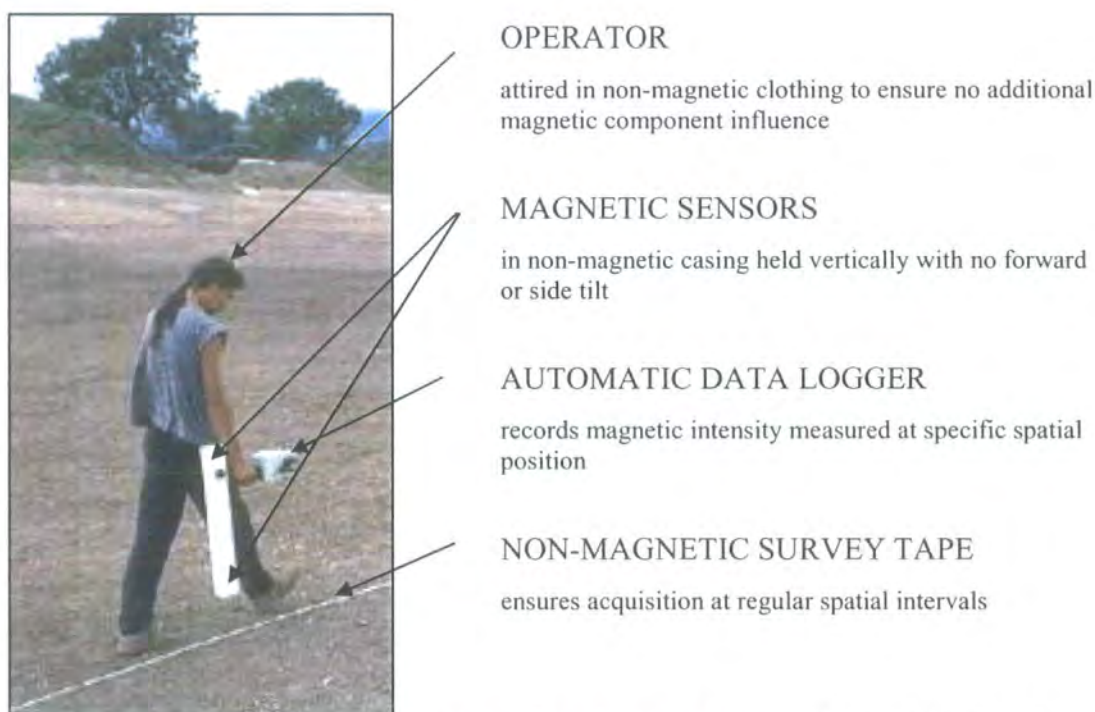 OPERATOR
attired in non-magnetic clothing to ensure no additional
magnetic component influence
MAGNETIC SENSORS
in non-magnetic casing held vertically with no forward
or side tilt
AUTOMATIC DATA LOGGER
records magnetic intensity measured at specific spatial
position
NON-MAGNETIC SURVEY TAPE
ensures acquisition at regular spatial intervals